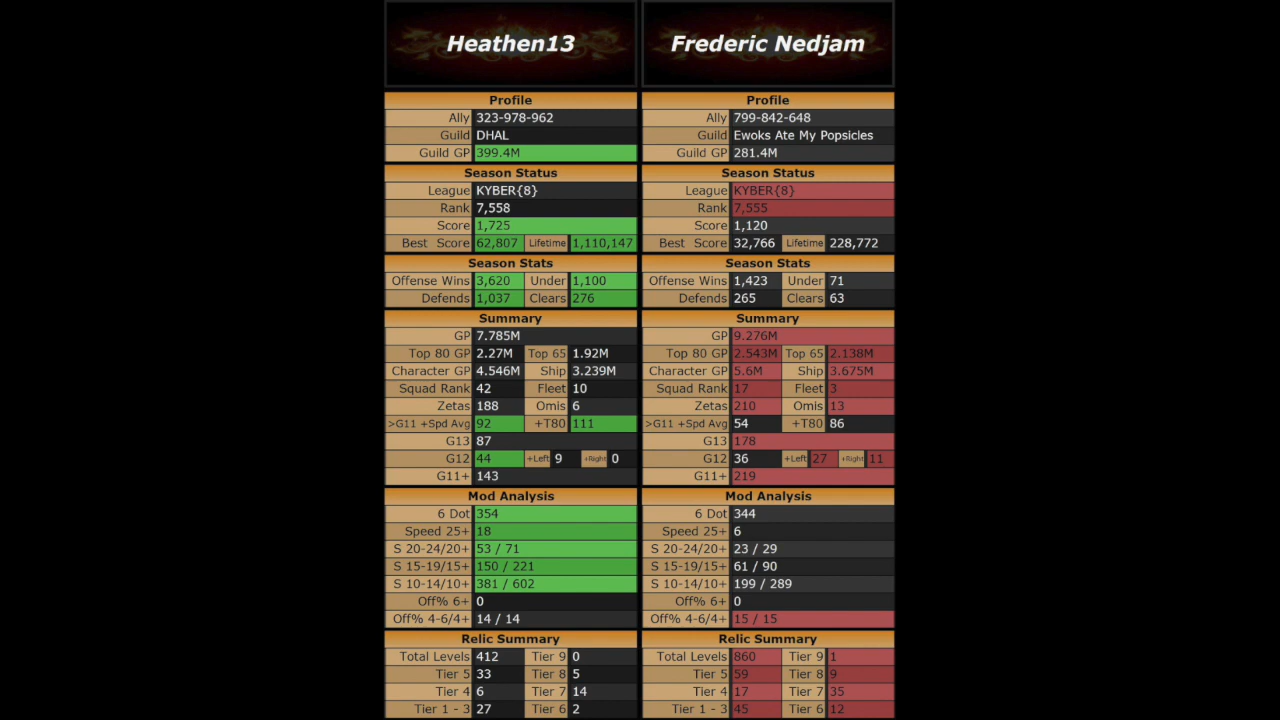 Heathen13 Frederic Nedjam
Profile Profile
Ally 323-978-962 Ally 799-842-648
Guild DHAL Guild Ewoks Ate My Popsicles
Guild GP 399.4M Guild GP 281.4M
Season Status Season Status
League KYBER{8} League KYBER{8}
Rank 7,558 Rank 7,555
Score 1,725 Score 1,120
Best Score 62,807 Lifetime 1,110,147 Best Score 32,766 Lifetime 228,772
Season Stats Season Stats
Offense Wins 3,620 Under 1,100 Offense Wins 1,423 Under 71
Defends 1,037 Clears 276 Defends 265 Clears 63
Summary Summary
GP 7.785M GP 9.276M
Top 80 GP 2.27M Top 65 1.92M Top 80 GP 2.543M Top 65 2.138M
Character GP 4.546M Ship 3.239M Character GP 5.6M Ship 3.675M
Squad Rank 42 Fleet 10 Squad Rank 17 Fleet 3
Zetas 188 Omis 6 Zetas 210 Omis 13
>G11 +Spd Avg 92 +T80 111 >G11 +Spd Avg 54 +T80 86
G13 87 G13 178
G12 44 +Left 9 +Right 0 G12 36 +Left 27 +Right 11
G11+ 143 G11+ 219
Mod Analysis Mod Analysis
6 Dot 354 6 Dot 344
Speed 25+ 18 Speed 25+ 6
S 20-24/20+ 53 / 71 S 20-24/20+ 23 / 29
S 15-19/15+ 150 / 221 S 15-19/15+ 61 / 90
S 10-14/10+ 381 / 602 S 10-14/10+ 199 / 289
Off% 6+ 0 Off% 6+ 0
Off% 4-6/4+ 14 / 14 Off% 4-6/4+ 15 / 15
Relic Summary Relic Summary
Total Levels 412 Tier 9 0 Total Levels 860 Tier 9 1
Tier 5 33 Tier 8 5 Tier 5 59 Tier 8 9
Tier 4 6 Tier 7 14 Tier 4 17 Tier 7 35
Tier 1 - 3 27 Tier 6 2 Tier 1 - 3 45 Tier 6 12